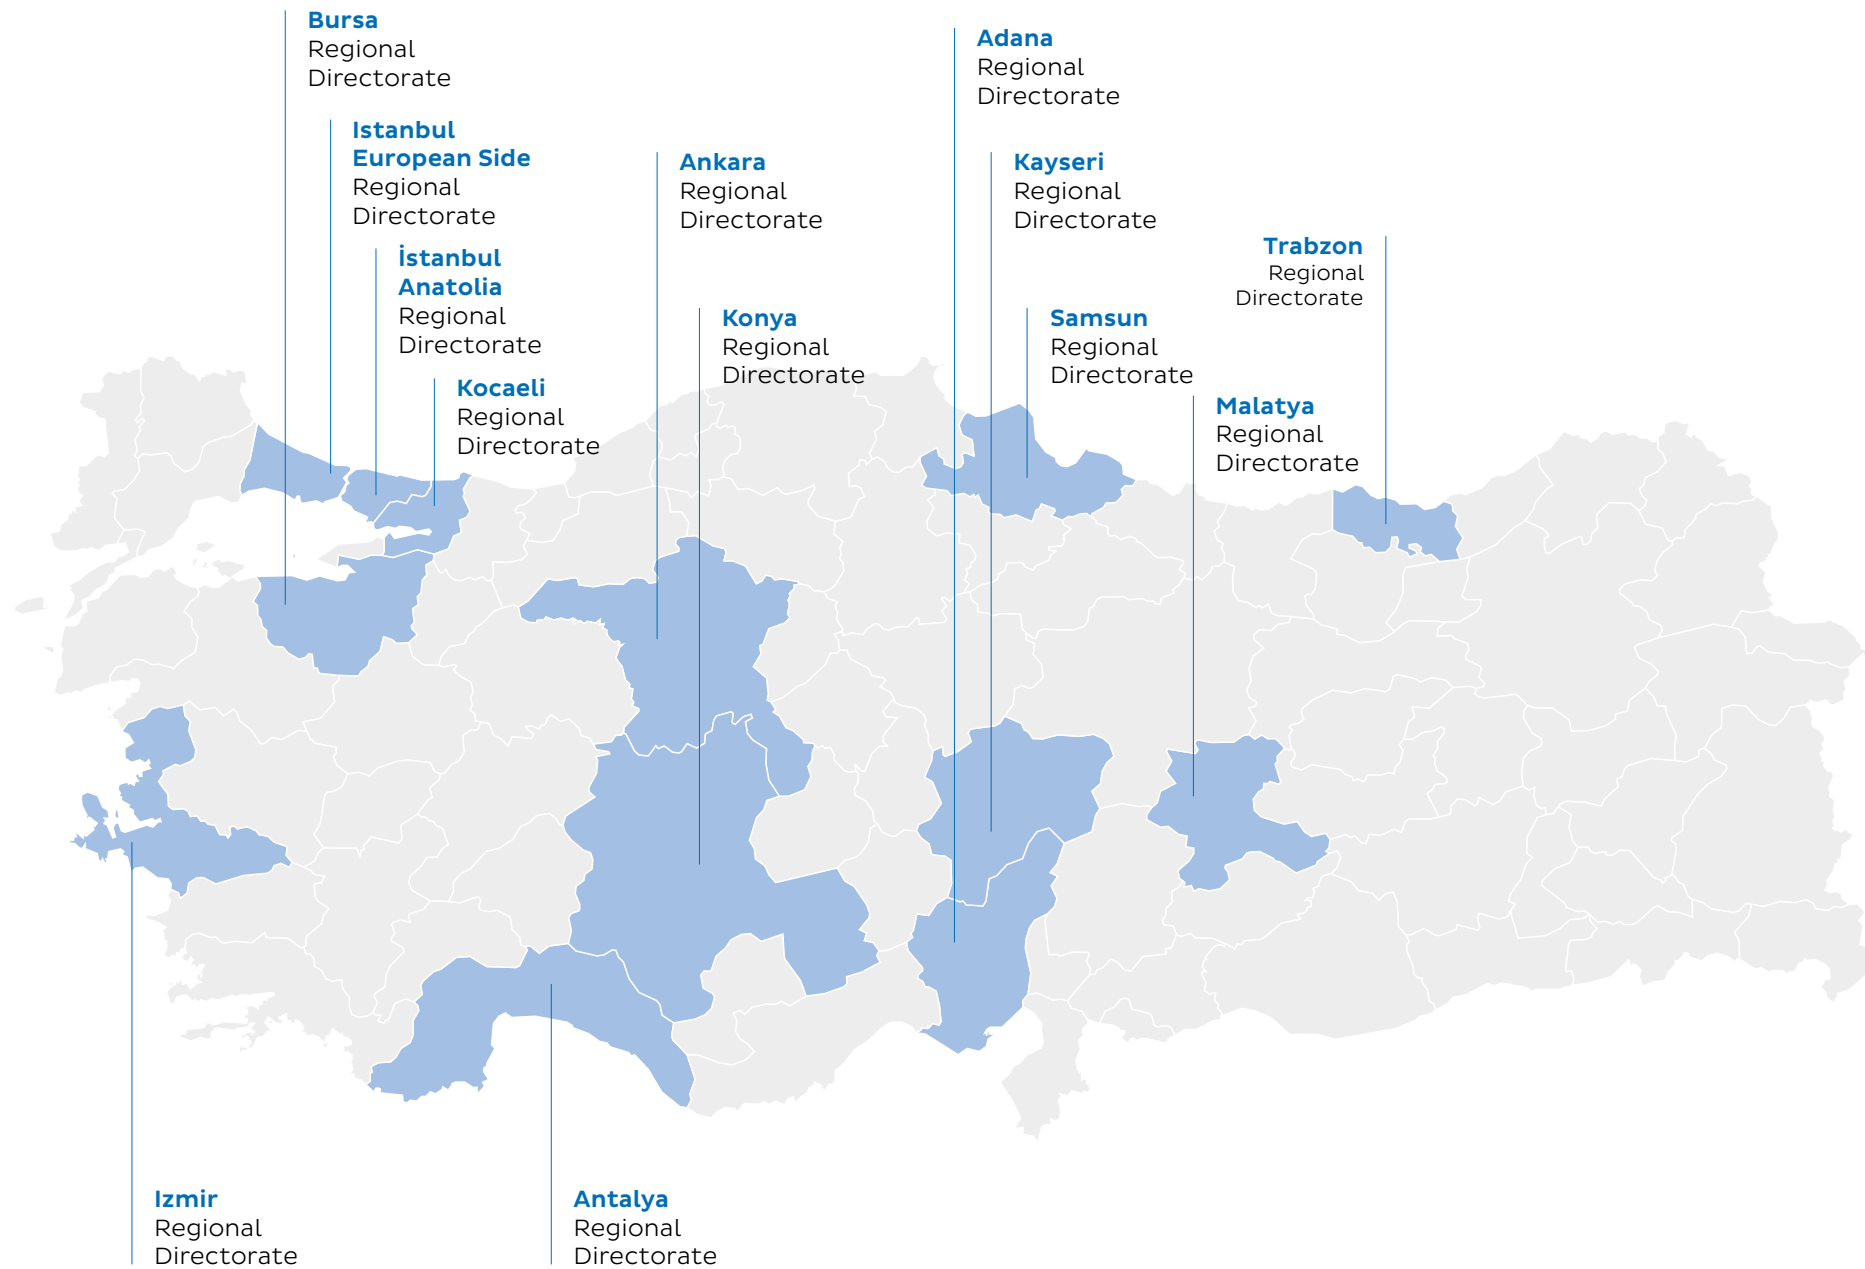 Bursa
Regional
Directorate
Istanbul
European Side
Regional
Directorate
İstanbul
Anatolia
Regional
Directorate
Kocaeli
Regional
Directorate
Ankara
Regional
Directorate
Konya
Regional
Directorate
Adana
Regional
Directorate
Kayseri
Regional
Directorate
Samsun
Regional
Directorate
Trabzon
Regional
Directorate
Malatya
Regional
Directorate
Izmir
Regional
Directorate
Antalya
Regional
Directorate